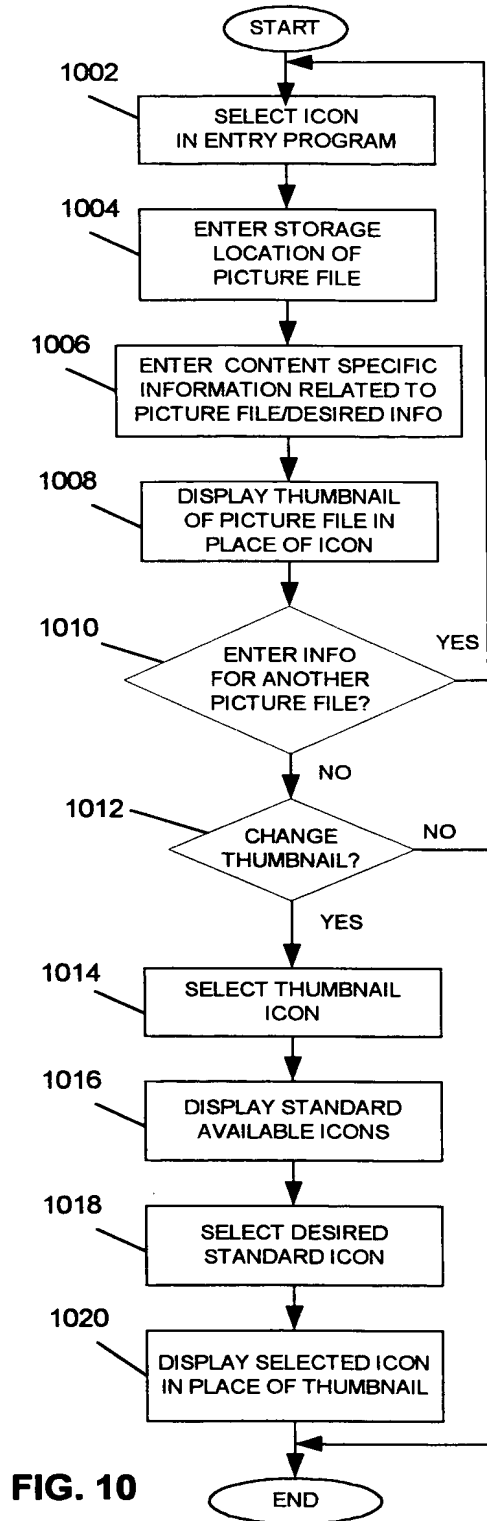 START
1002
SELECT ICON
IN ENTRY PROGRAM
1004
ENTER STORAGE
LOCATION OF
PICTURE FILE
1006
ENTER CONTENT SPECIFIC
INFORMATION RELATED TO
PICTURE FILE/DESIRED INFO
1008
DISPLAY THUMBNAIL
OF PICTURE FILE IN
PLACE OF ICON
1010
ENTER INFO
FOR ANOTHER
PICTURE FILE?
YES
NO
1012
CHANGE
THUMBNAIL?
NO
YES
1014
SELECT THUMBNAIL
ICON
1016
DISPLAY STANDARD
AVAILABLE ICONS
1018
SELECT DESIRED
STANDARD ICON
1020
DISPLAY SELECTED ICON
IN PLACE OF THUMBNAIL
FIG. 10
END